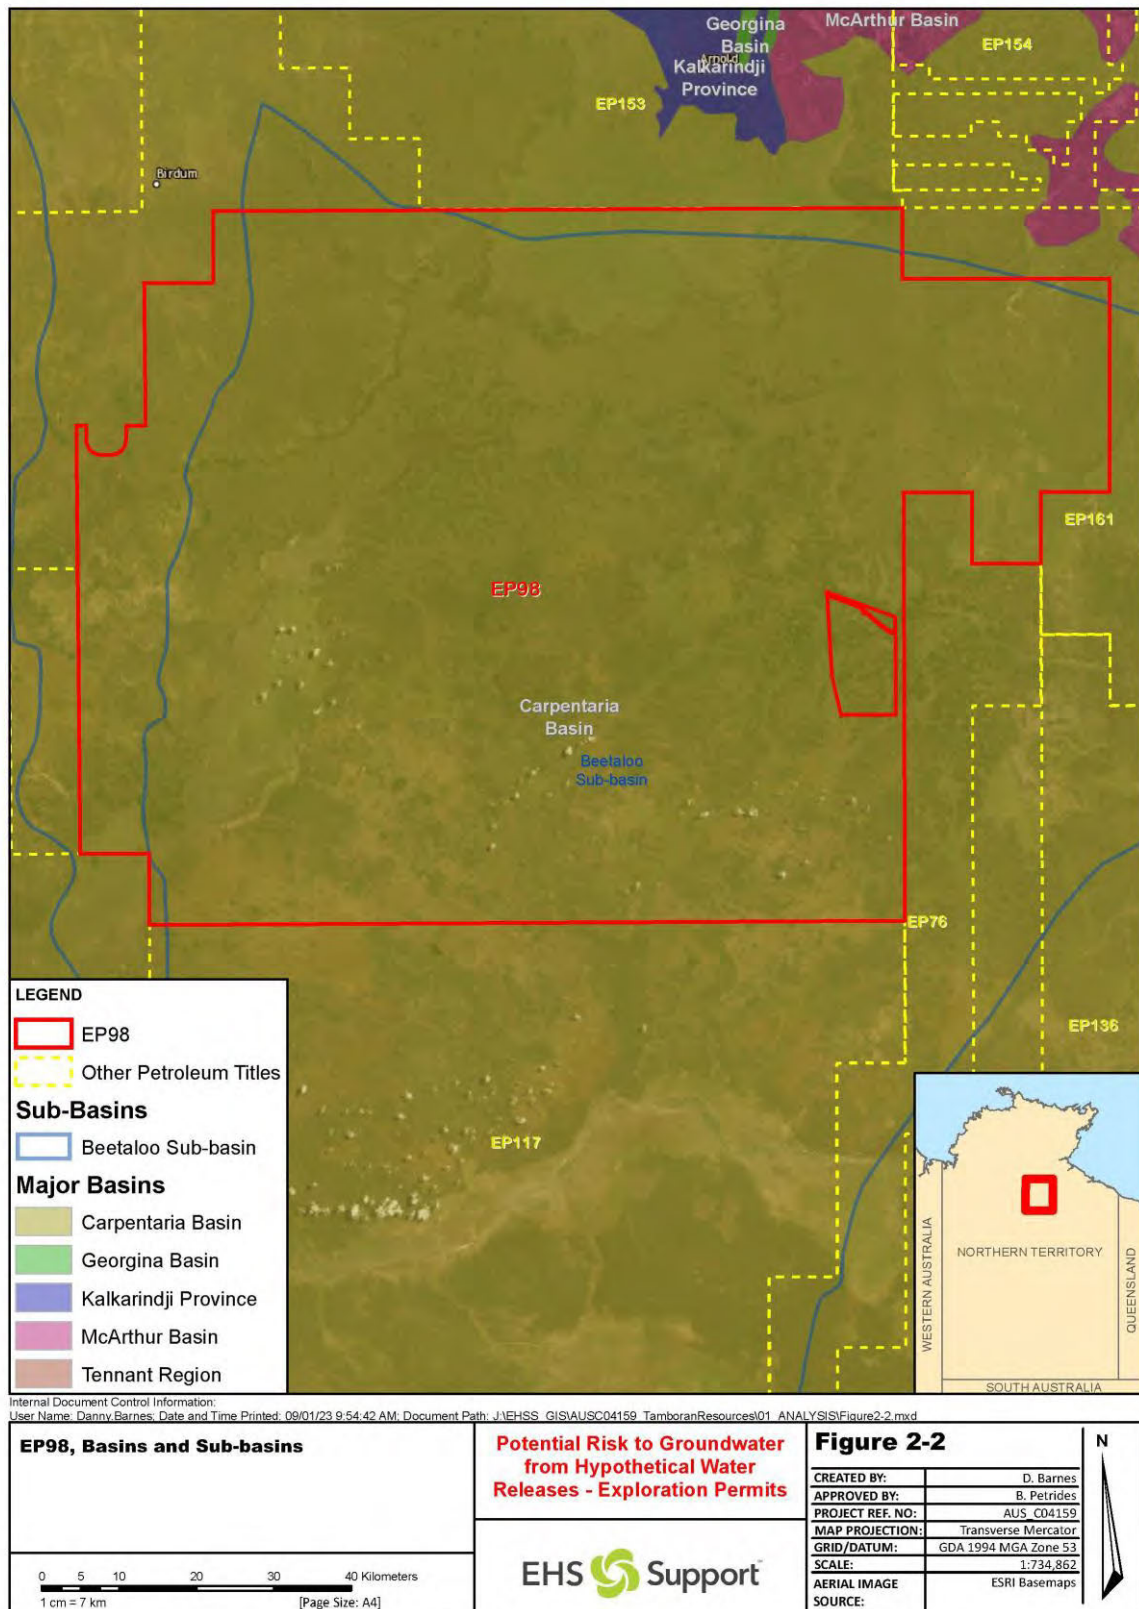 Georgina
Basin
McArthur Basin
EP154
Arnold
Kalkarindji
Province
EP153
Birdum
EP161
EP98
Carpentaria
Basin
Beetaloo
Sub-basin
EP76
EP136
EP117
LEGEND
EP98
Other Petroleum Titles
Sub-Basins
Beetaloo Sub-basin
Major Basins
Carpentaria Basin
Georgina Basin
Kalkarindji Province
McArthur Basin
Tennant Region
WESTERN AUSTRALIA
NORTHERN TERRITORY
QUEENSLAND
SOUTH AUSTRALIA
Internal Document Control Information:
User Name: Danny.Barnes; Date and Time Printed: 09/01/23 9:54:42 AM; Document Path: J:\EHSS_GIS\AUSC04159_TamboranResources\01_ANALYSIS\Figure2-2.mxd
EP98, Basins and Sub-basins
0 5 10 20 30 40 Kilometers
1 cm = 7 km [Page Size: A4]
Potential Risk to Groundwater
from Hypothetical Water
Releases - Exploration Permits
EHS Support
Figure 2-2
CREATED BY: D. Barnes
APPROVED BY: B. Petrides
PROJECT REF. NO: AUS_C04159
MAP PROJECTION: Transverse Mercator
GRID/DATUM: GDA 1994 MGA Zone 53
SCALE: 1:734,862
AERIAL IMAGE ESRI Basemaps
SOURCE:
N